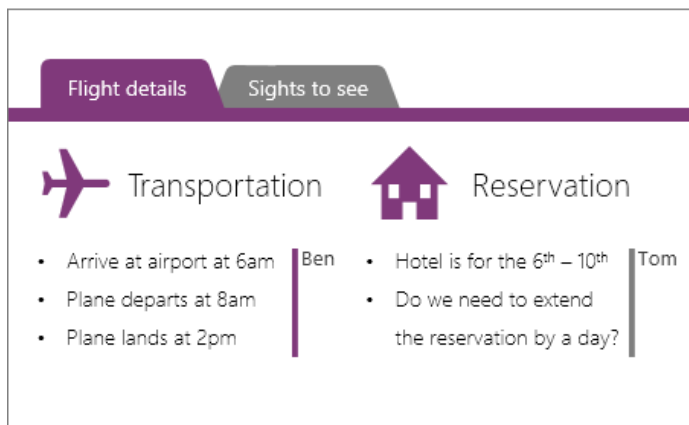 Flight details
Sights to see
Transportation
• Arrive at airport at 6am
• Plane departs at 8am
• Plane lands at 2pm
Ben
Reservation
• Hotel is for the 6th – 10th
• Do we need to extend
the reservation by a day?
Tom